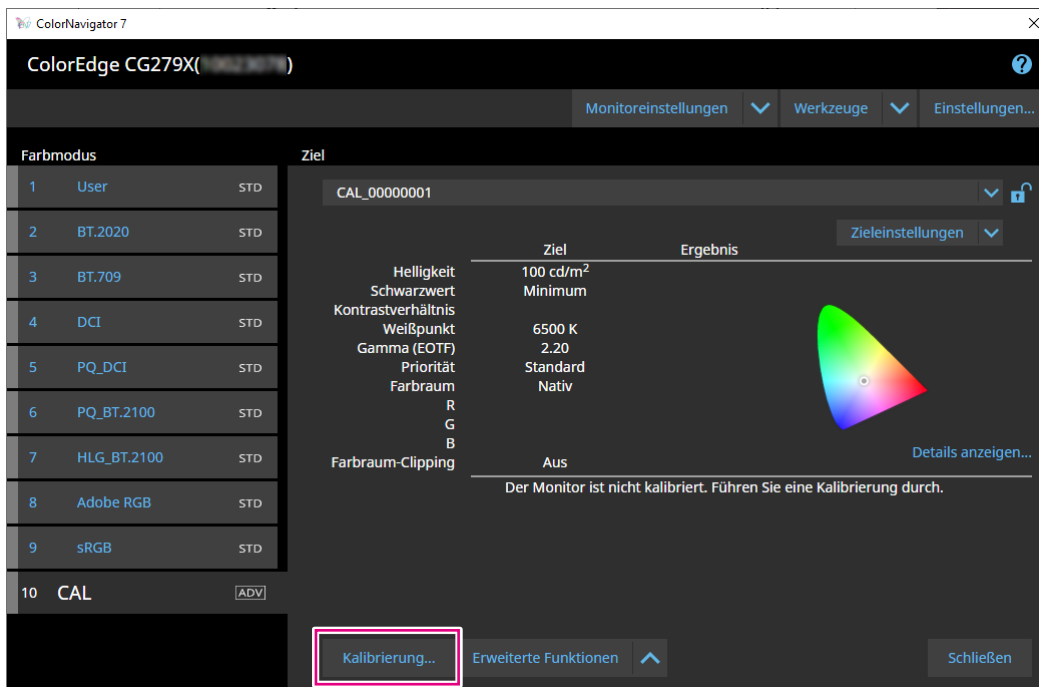 ColorNavigator 7
ColorEdge CG279X( )
Monitoreinstellungen Werkzeuge Einstellungen...
Farbmodus
1 User STD
2 BT.2020 STD
3 BT.709 STD
4 DCI STD
5 PQ_DCI STD
6 PQ_BT.2100 STD
7 HLG_BT.2100 STD
8 Adobe RGB STD
9 sRGB STD
10 CAL ADV
Ziel
CAL_00000001
Zieleinstellungen
Ziel Ergebnis
Helligkeit 100 cd/m²
Schwarzwert Minimum
Kontrastverhältnis
Weißpunkt 6500 K
Gamma (EOTF) 2.20
Priorität Standard
Farbraum Nativ
R
G
B
Farbraum-Clipping Aus
Details anzeigen...
Der Monitor ist nicht kalibriert. Führen Sie eine Kalibrierung durch.
Kalibrierung... Erweiterte Funktionen Schließen